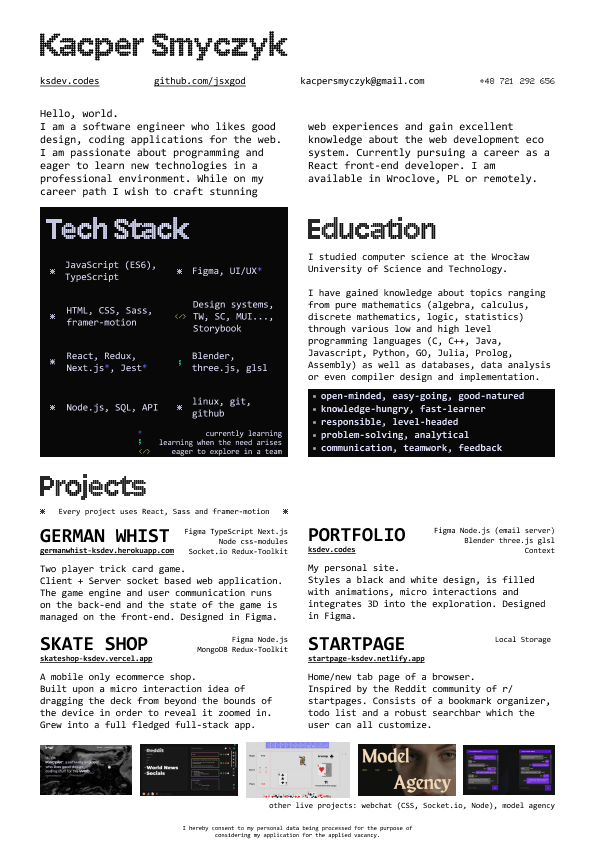 Kacper Smyczyk
ksdev.codes
github.com/jsxgod
kacpersmyczyk@gmail.com
+48 721 292 656
Hello, world.
I am a software engineer who likes good
design, coding applications for the web.
I am passionate about programming and
eager to learn new technologies in a
professional environment. While on my
career path I wish to craft stunning
web experiences and gain excellent
knowledge about the web development eco
system. Currently pursuing a career as a
React front-end developer. I am
available in Wroclove, PL or remotely.
Tech Stack
* JavaScript (ES6),
TypeScript
* Figma, UI/UX*
* HTML, CSS, Sass,
framer-motion
</> Design systems,
TW, SC, MUI...,
Storybook
* React, Redux,
Next.js*, Jest*
; Blender,
three.js, glsl
* Node.js, SQL, API
* linux, git,
github
* currently learning
; learning when the need arises
</> eager to explore in a team
Education
I studied computer science at the Wrocław
University of Science and Technology.
I have gained knowledge about topics ranging
from pure mathematics (algebra, calculus,
discrete mathematics, logic, statistics)
through various low and high level
programming languages (C, C++, Java,
Javascript, Python, GO, Julia, Prolog,
Assembly) as well as databases, data analysis
or even compiler design and implementation.
▪ open-minded, easy-going, good-natured
▪ knowledge-hungry, fast-learner
▪ responsible, level-headed
▪ problem-solving, analytical
▪ communication, teamwork, feedback
Projects
* Every project uses React, Sass and framer-motion *
GERMAN WHIST
germanwhist-ksdev.herokuapp.com
Figma TypeScript Next.js
Node css-modules
Socket.io Redux-Toolkit
Two player trick card game.
Client + Server socket based web application.
The game engine and user communication runs
on the back-end and the state of the game is
managed on the front-end. Designed in Figma.
PORTFOLIO
ksdev.codes
Figma Node.js (email server)
Blender three.js glsl
Context
My personal site.
Styles a black and white design, is filled
with animations, micro interactions and
integrates 3D into the exploration. Designed
in Figma.
SKATE SHOP
skateshop-ksdev.vercel.app
Figma Node.js
MongoDB Redux-Toolkit
A mobile only ecommerce shop.
Built upon a micro interaction idea of
dragging the deck from beyond the bounds of
the device in order to reveal it zoomed in.
Grew into a full fledged full-stack app.
STARTPAGE
startpage-ksdev.netlify.app
Local Storage
Home/new tab page of a browser.
Inspired by the Reddit community of r/
startpages. Consists of a bookmark organizer,
todo list and a robust searchbar which the
user can all customize.
Reddit
World News
Socials
Model
Agency
other live projects: webchat (CSS, Socket.io, Node), model agency
I hereby consent to my personal data being processed for the purpose of
considering my application for the applied vacancy.